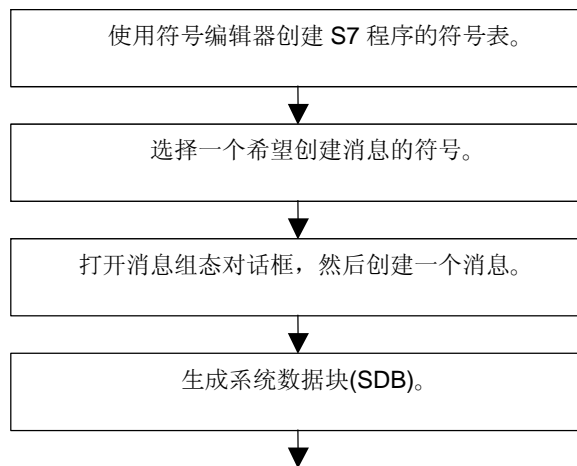 使用符号编辑器创建 S7 程序的符号表。
选择一个希望创建消息的符号。
打开消息组态对话框，然后创建一个消息。
生成系统数据块(SDB)。